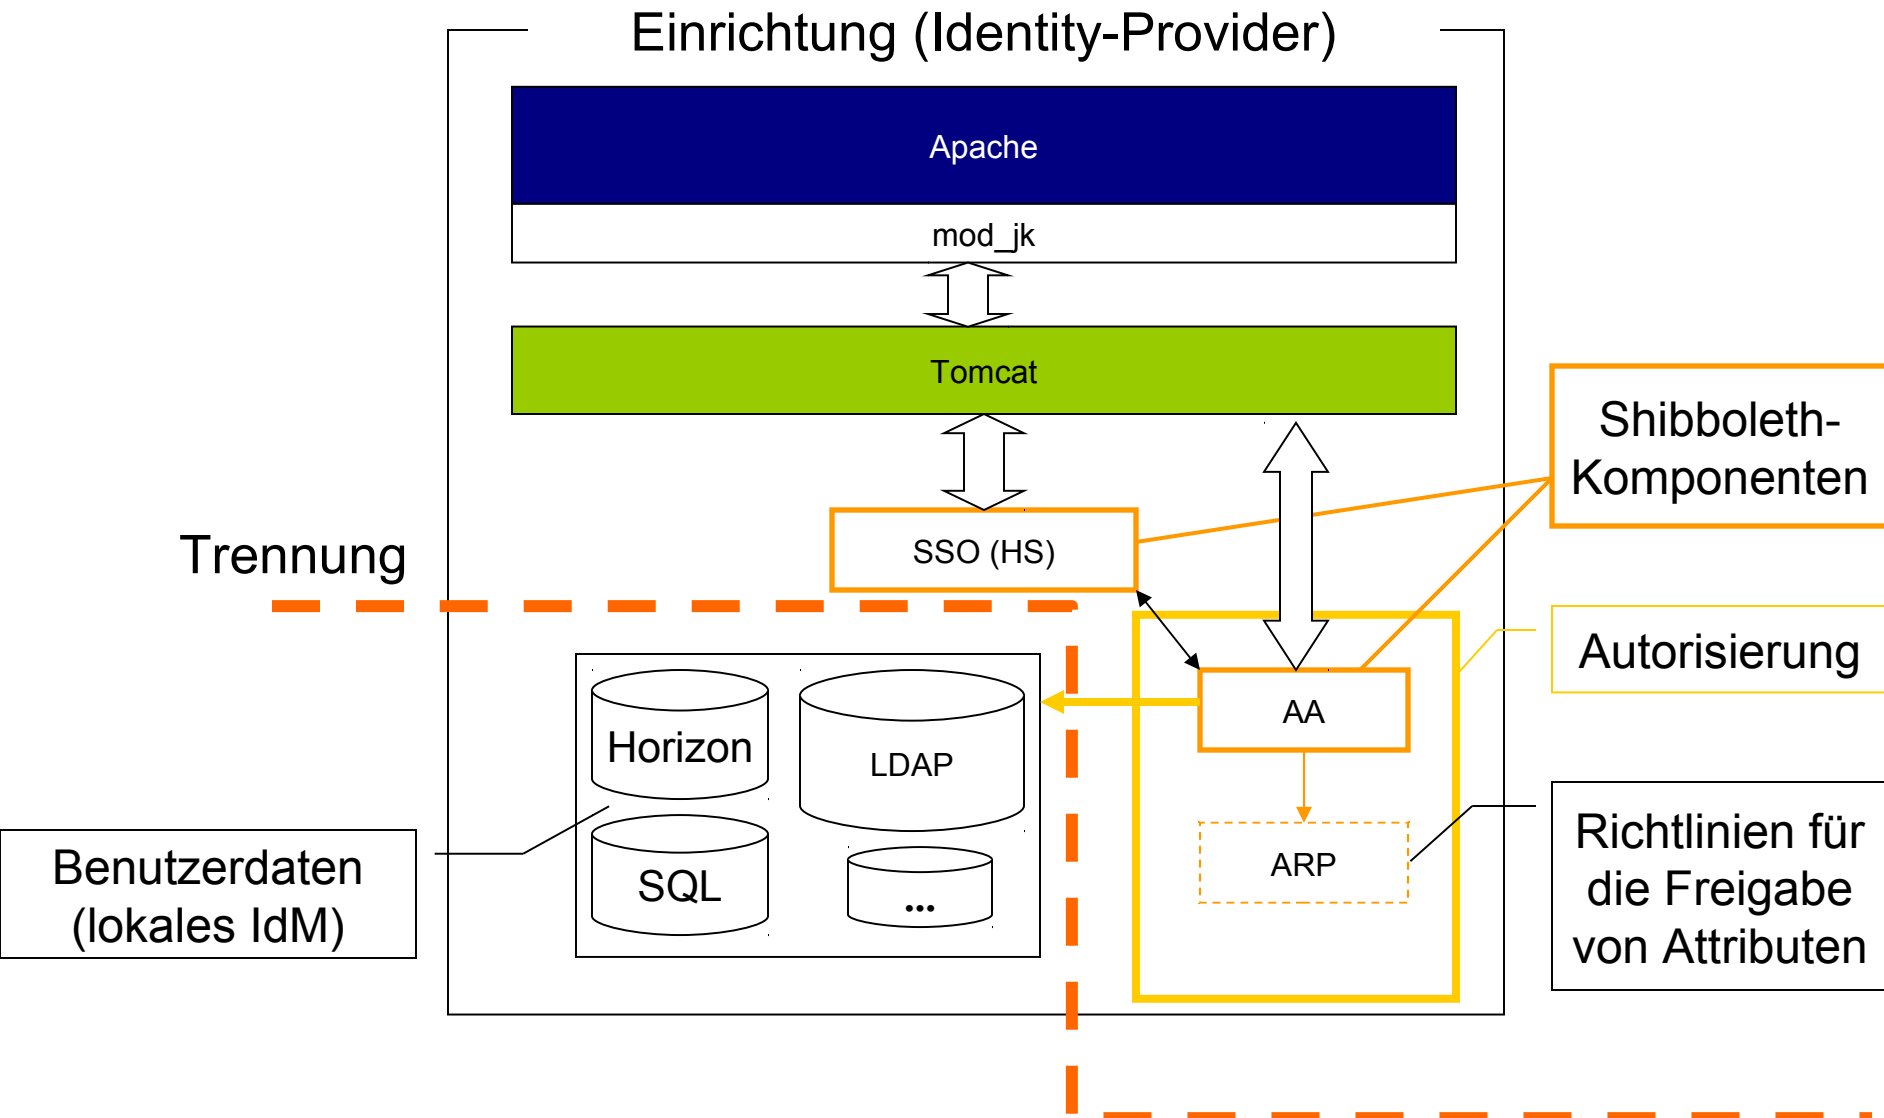 Einrichtung (Identity-Provider)
Apache
mod_jk
Tomcat
Shibboleth-
Komponenten
SSO (HS)
Trennung
Autorisierung
AA
Horizon
LDAP
Richtlinien für
die Freigabe
von Attributen
ARP
Benutzerdaten
(lokales IdM)
SQL
...